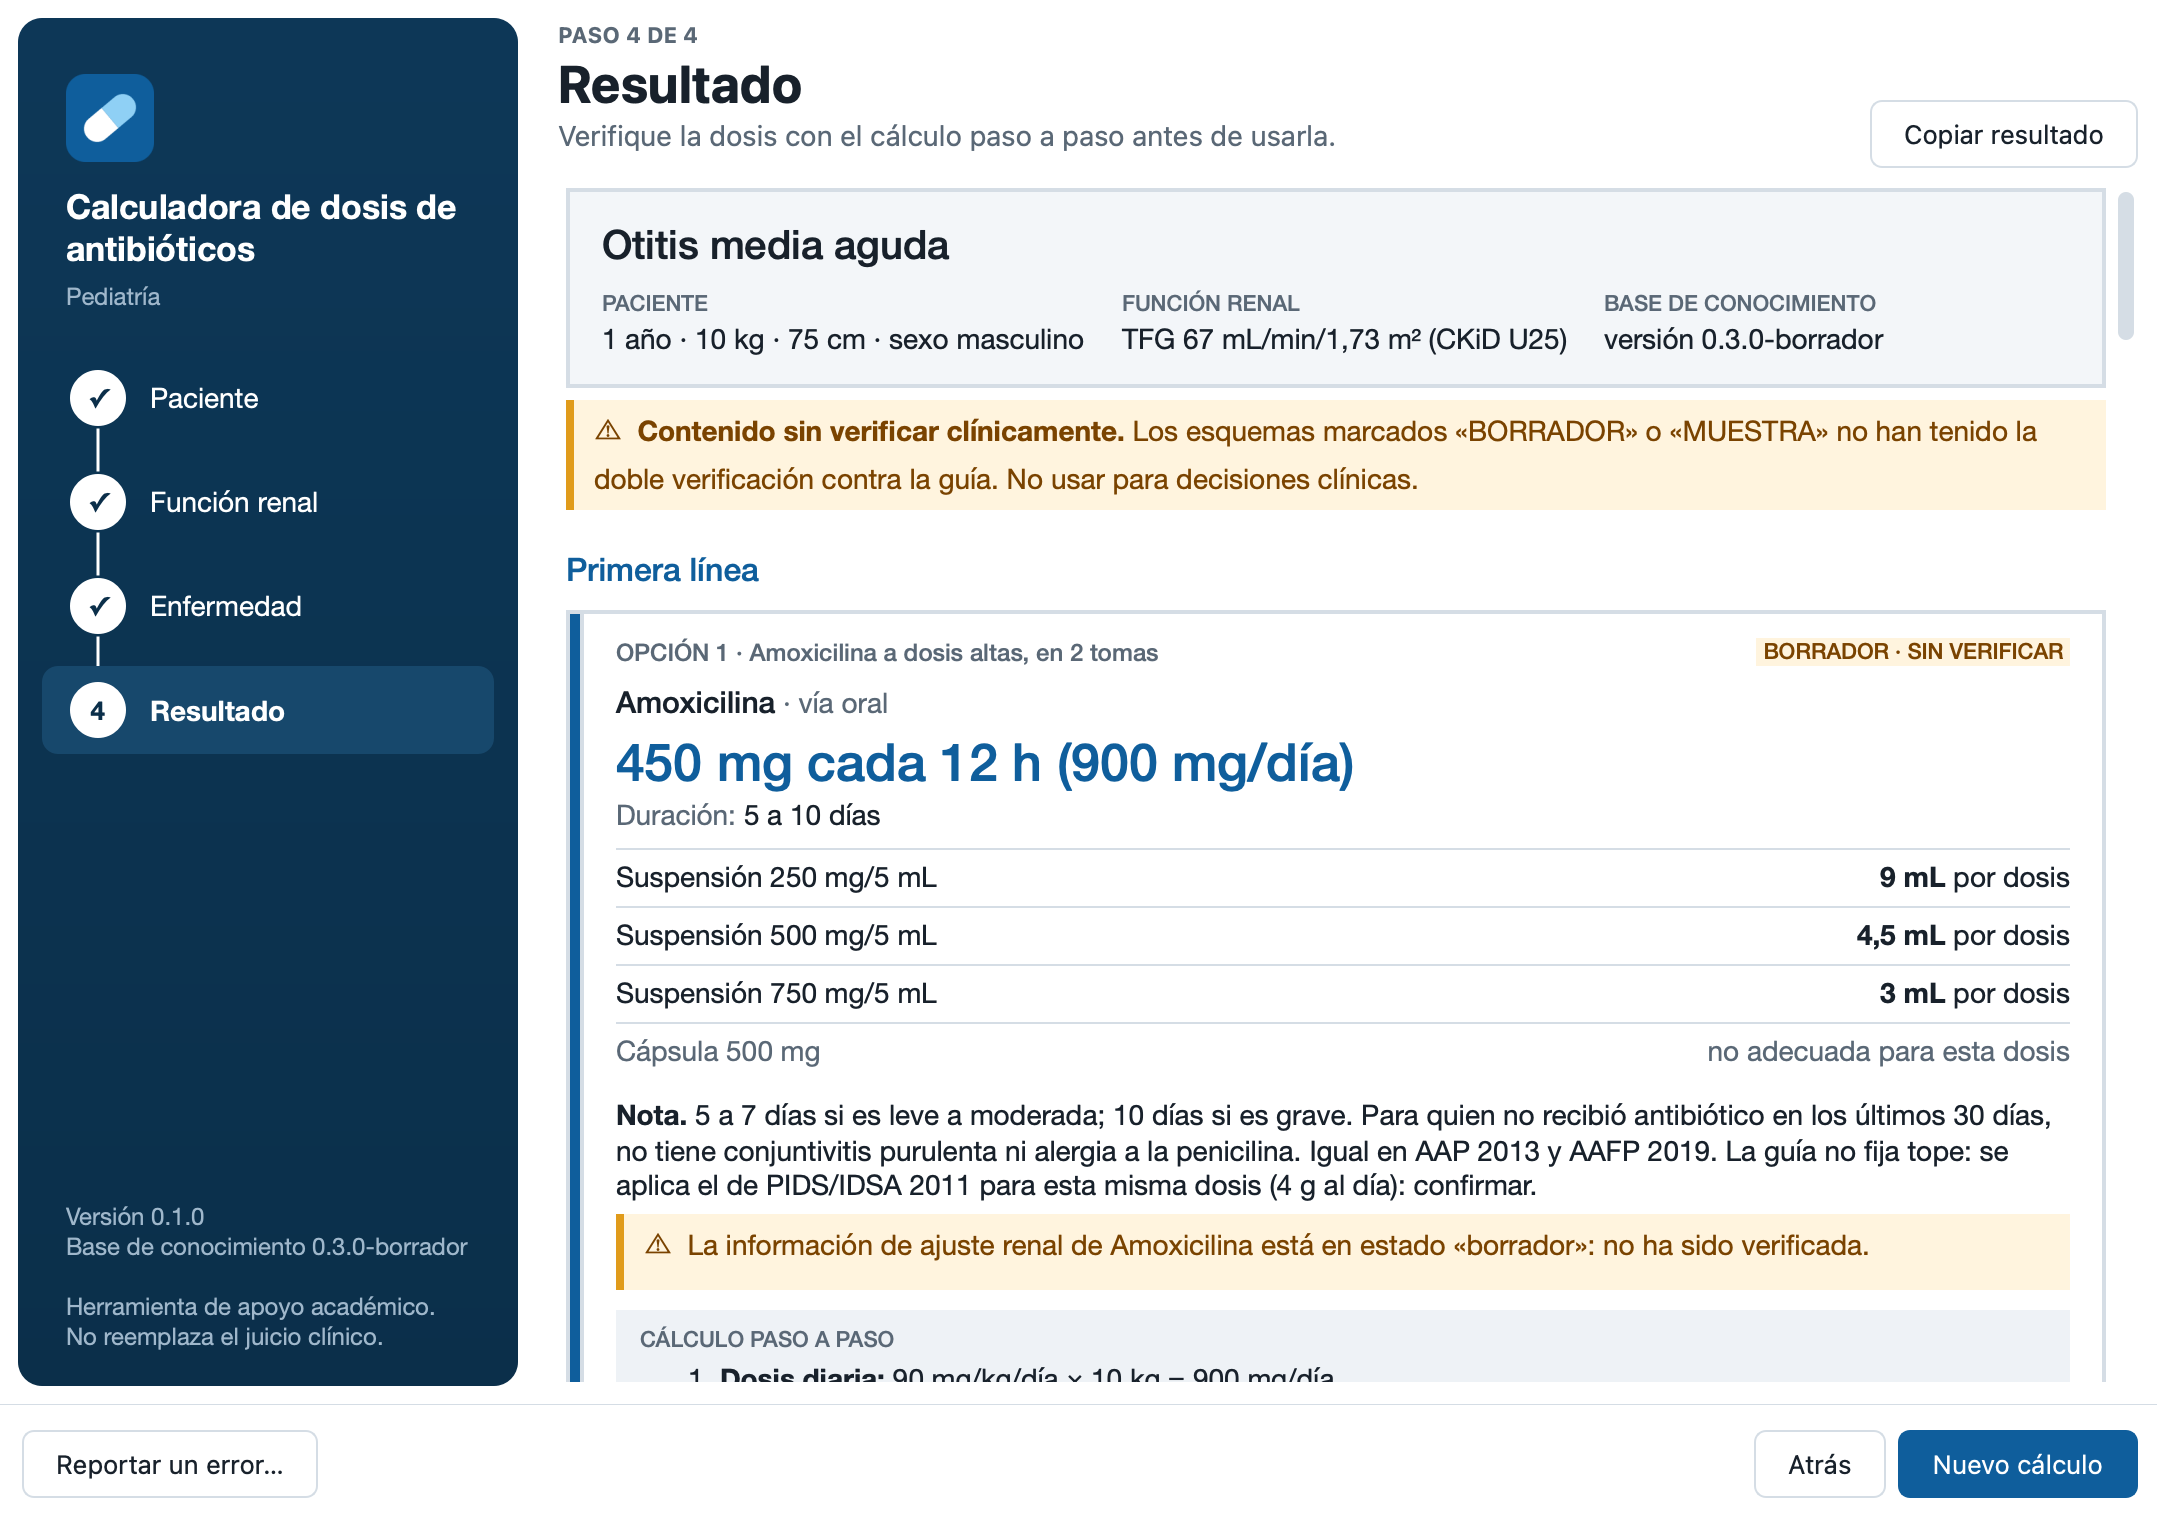 Calculadora de dosis de
antibióticos
Pediatría
✓ Paciente
✓ Función renal
✓ Enfermedad
4 Resultado
Versión 0.1.0
Base de conocimiento 0.3.0-borrador
Herramienta de apoyo académico.
No reemplaza el juicio clínico.
PASO 4 DE 4
Resultado
Verifique la dosis con el cálculo paso a paso antes de usarla.
Copiar resultado
Otitis media aguda
PACIENTE
1 año · 10 kg · 75 cm · sexo masculino
FUNCIÓN RENAL
TFG 67 mL/min/1,73 m² (CKiD U25)
BASE DE CONOCIMIENTO
versión 0.3.0-borrador
⚠ Contenido sin verificar clínicamente. Los esquemas marcados «BORRADOR» o «MUESTRA» no han tenido la
doble verificación contra la guía. No usar para decisiones clínicas.
Primera línea
OPCIÓN 1 · Amoxicilina a dosis altas, en 2 tomas
BORRADOR · SIN VERIFICAR
Amoxicilina · vía oral
450 mg cada 12 h (900 mg/día)
Duración: 5 a 10 días
Suspensión 250 mg/5 mL 9 mL por dosis
Suspensión 500 mg/5 mL 4,5 mL por dosis
Suspensión 750 mg/5 mL 3 mL por dosis
Cápsula 500 mg no adecuada para esta dosis
Nota. 5 a 7 días si es leve a moderada; 10 días si es grave. Para quien no recibió antibiótico en los últimos 30 días,
no tiene conjuntivitis purulenta ni alergia a la penicilina. Igual en AAP 2013 y AAFP 2019. La guía no fija tope: se
aplica el de PIDS/IDSA 2011 para esta misma dosis (4 g al día): confirmar.
⚠ La información de ajuste renal de Amoxicilina está en estado «borrador»: no ha sido verificada.
CÁLCULO PASO A PASO
1. Dosis diaria: 90 mg/kg/día × 10 kg = 900 mg/día
Reportar un error...
Atrás
Nuevo cálculo